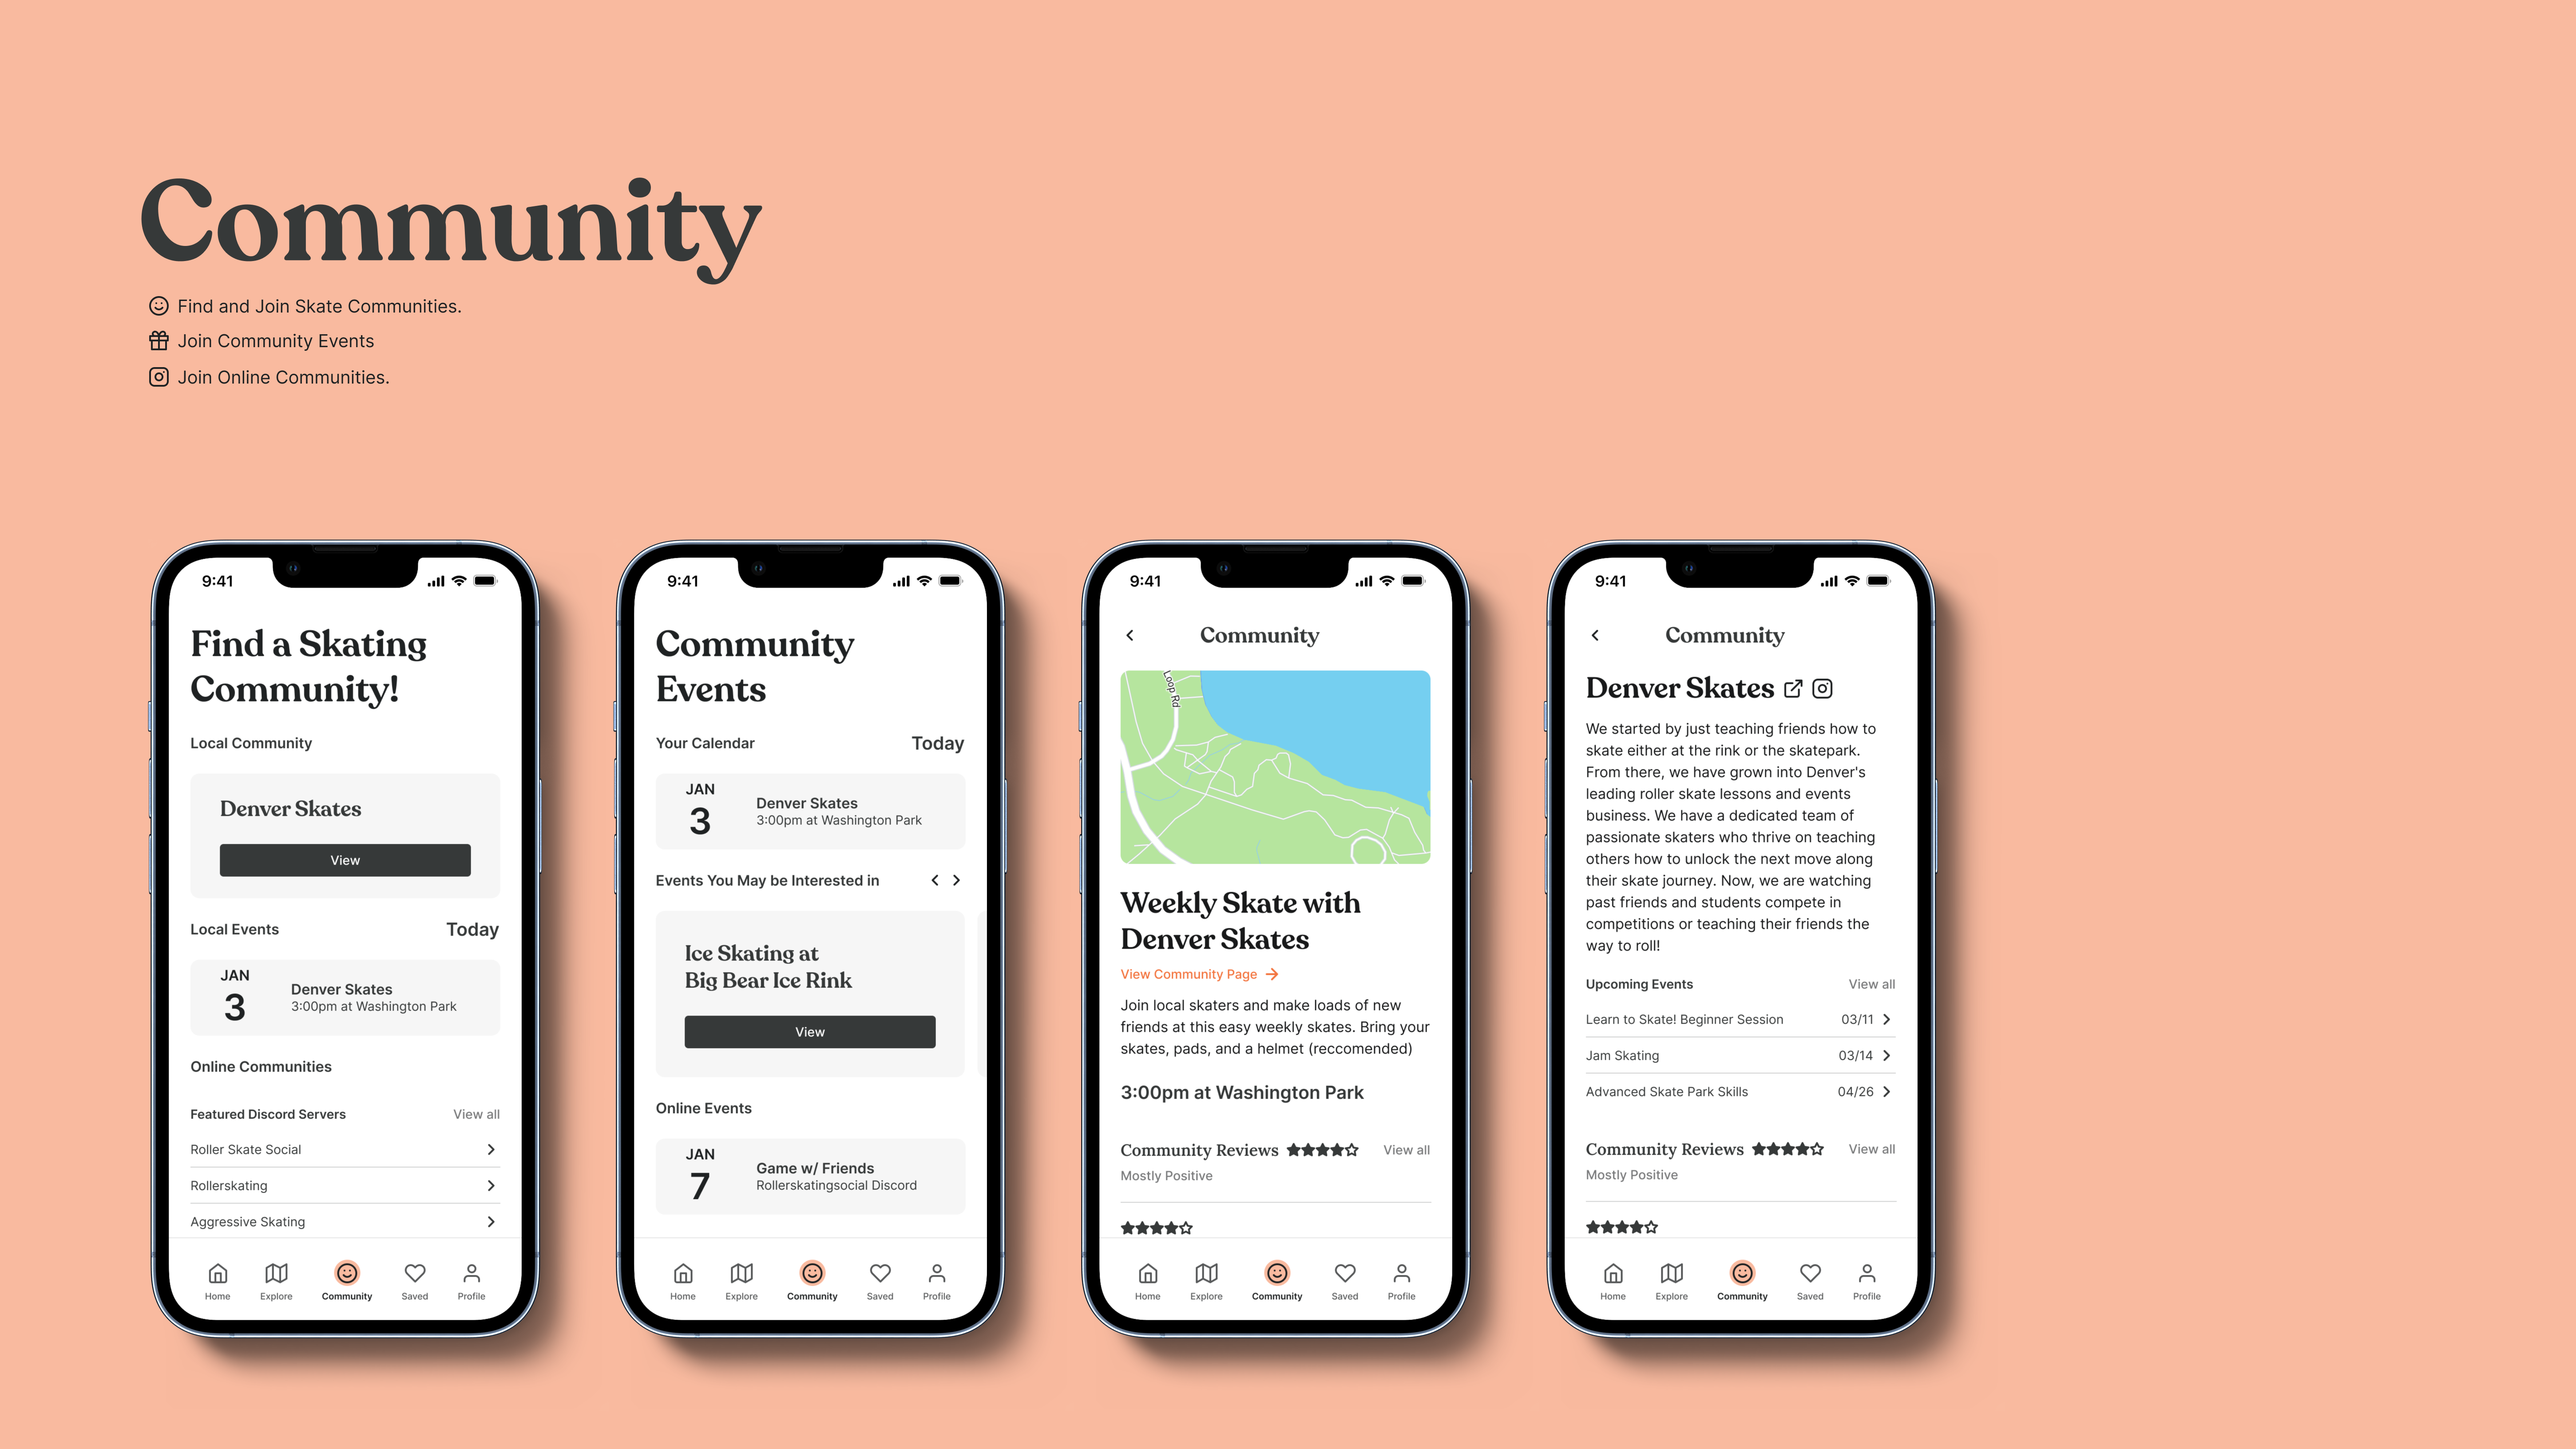 Community
Find and Join Skate Communities.
Join Community Events
Join Online Communities.
9:41
Find a Skating
Community!
Local Community
Denver Skates
View
Local Events Today
JAN
3
Denver Skates
3:00pm at Washington Park
Online Communities
Featured Discord Servers View all
Roller Skate Social
Rollerskating
Aggressive Skating
Home Explore Community Saved Profile
9:41
Community
Events
Your Calendar Today
JAN
3
Denver Skates
3:00pm at Washington Park
Events You May be Interested in
Ice Skating at
Big Bear Ice Rink
View
Online Events
JAN
7
Game w/ Friends
Rollerskatingsocial Discord
Home Explore Community Saved Profile
9:41
Community
Loop Rd
Weekly Skate with
Denver Skates
View Community Page
Join local skaters and make loads of new
friends at this easy weekly skates. Bring your
skates, pads, and a helmet (reccomended)
3:00pm at Washington Park
Community Reviews View all
Mostly Positive
Home Explore Community Saved Profile
9:41
Community
Denver Skates
We started by just teaching friends how to
skate either at the rink or the skatepark.
From there, we have grown into Denver's
leading roller skate lessons and events
business. We have a dedicated team of
passionate skaters who thrive on teaching
others how to unlock the next move along
their skate journey. Now, we are watching
past friends and students compete in
competitions or teaching their friends the
way to roll!
Upcoming Events View all
Learn to Skate! Beginner Session 03/11
Jam Skating 03/14
Advanced Skate Park Skills 04/26
Community Reviews View all
Mostly Positive
Home Explore Community Saved Profile